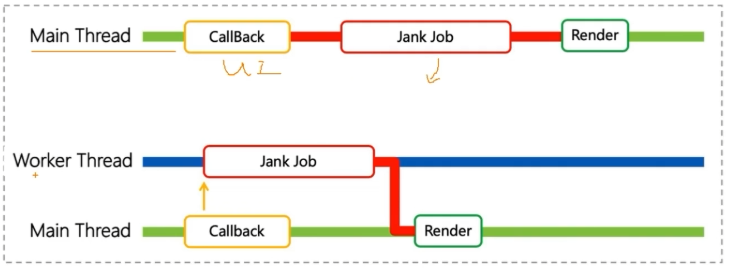 Main Thread CallBack Jank Job Render
UI
Worker Thread Jank Job
Main Thread Callback Render